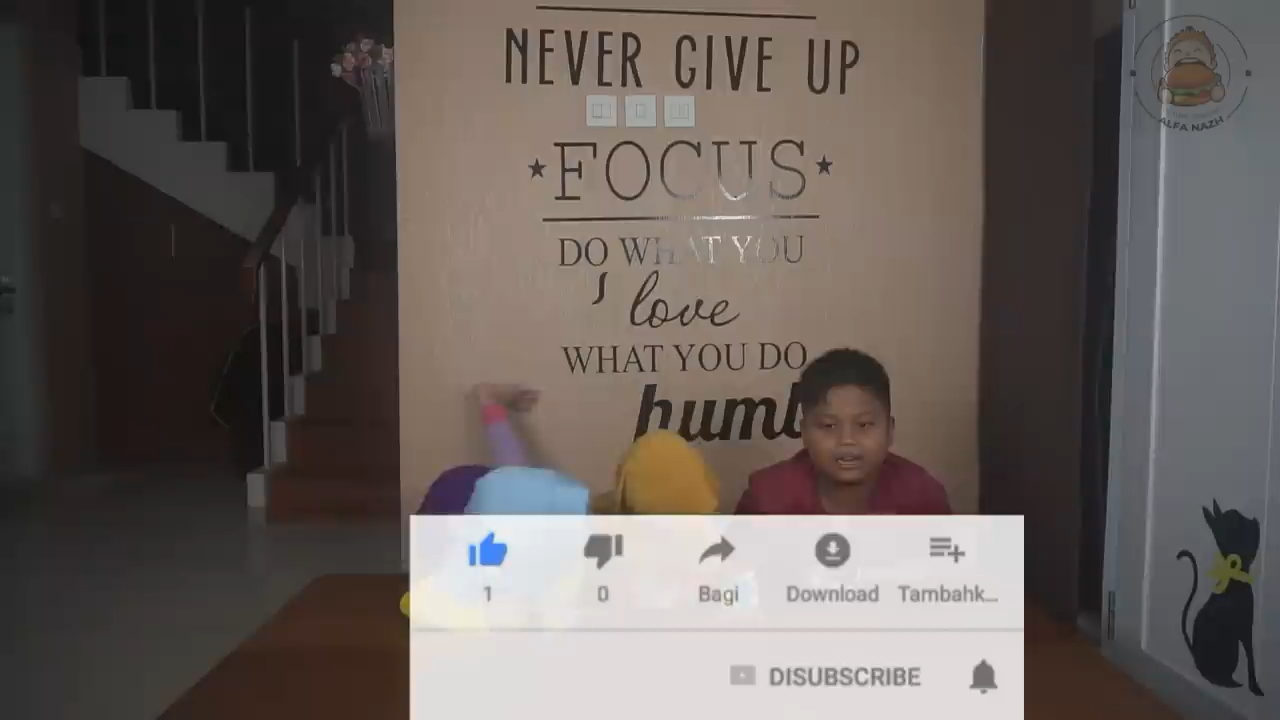 NEVER GIVE UP
FOCUS
DO WHAT YOU
love
WHAT YOU DO
humb
ALFA NAZH
1
0
Bagi
Download
Tambahk...
DISUBSCRIBE